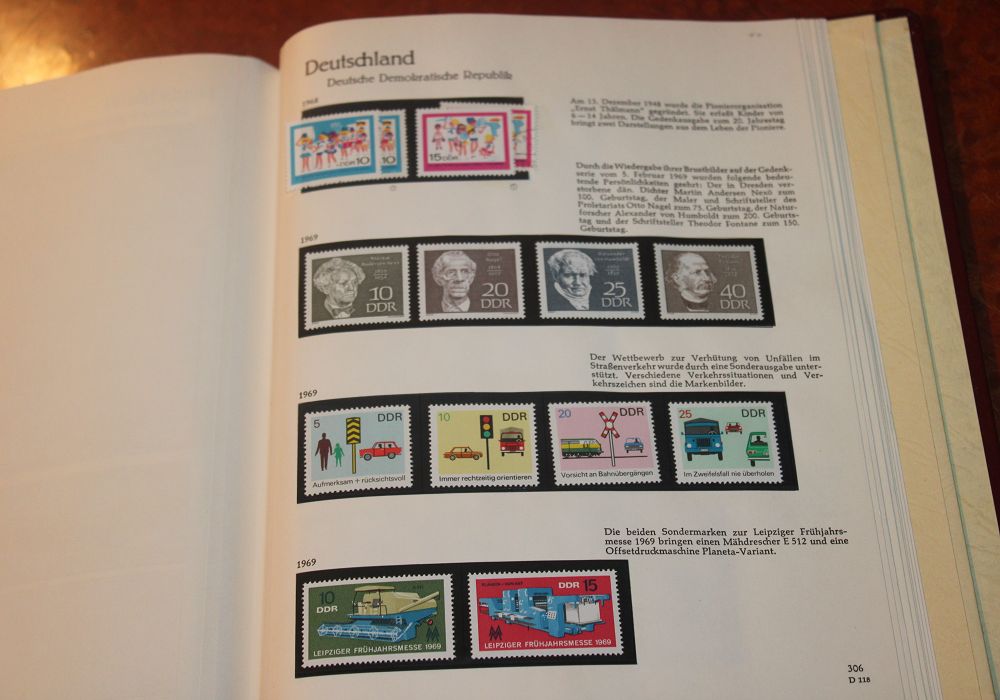 Deutschland
Deutsche Demokratische Republik
1968
Am 13. Dezember 1948 wurde die Pionierorganisation
„Ernst Thälmann" gegründet. Sie erfaßt Kinder von
6—14 Jahren. Die Gedenkausgabe zum 20. Jahrestag
bringt zwei Darstellungen aus dem Leben der Pioniere.
DDR 10
10
15 DDR
Durch die Wiedergabe ihrer Brustbilder auf der Gedenk-
serie vom 5. Februar 1969 wurden folgende bedeu-
tende Persönlichkeiten geehrt: Der in Dresden ver-
storbene dän. Dichter Martin Andersen Nexö zum
100. Geburtstag, der Maler und Schriftsteller des
Proletariats Otto Nagel zum 75. Geburtstag, der Natur-
forscher Alexander von Humboldt zum 200. Geburts-
tag und der Schriftsteller Theodor Fontane zum 150.
Geburtstag.
1969
10 DDR
Otto Nagel
20 DDR
Alexander von Humboldt
25 DDR
40 DDR
Der Wettbewerb zur Verhütung von Unfällen im
Straßenverkehr wurde durch eine Sonderausgabe unter-
stützt. Verschiedene Verkehrssituationen und Ver-
kehrszeichen sind die Markenbilder.
1969
5 DDR
Aufmerksam + rücksichtsvoll
10 DDR
Immer rechtzeitig orientieren
20 DDR
Vorsicht an Bahnübergängen
25 DDR
Im Zweifelsfall nie überholen
Die beiden Sondermarken zur Leipziger Frühjahrs-
messe 1969 bringen einen Mähdrescher E 512 und eine
Offsetdruckmaschine Planeta-Variant.
1969
10
DDR
LEIPZIGER FRÜHJAHRSMESSE 1969
DDR 15
LEIPZIGER FRÜHJAHRSMESSE 1969
306
D 118